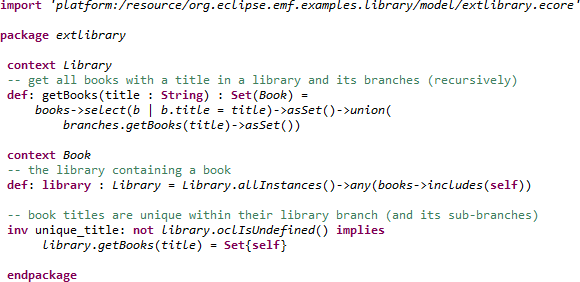 import 'platform:/resource/org.eclipse.emf.examples.library/model/extlibrary.ecore'
package extlibrary
context Library
-- get all books with a title in a library and its branches (recursively)
def: getBooks(title : String) : Set(Book) =
books->select(b | b.title = title)->asSet()->union(
branches.getBooks(title)->asSet())
context Book
-- the library containing a book
def: library : Library = Library.allInstances()->any(books->includes(self))
-- book titles are unique within their library branch (and its sub-branches)
inv unique_title: not library.oclIsUndefined() implies
library.getBooks(title) = Set{self}
endpackage